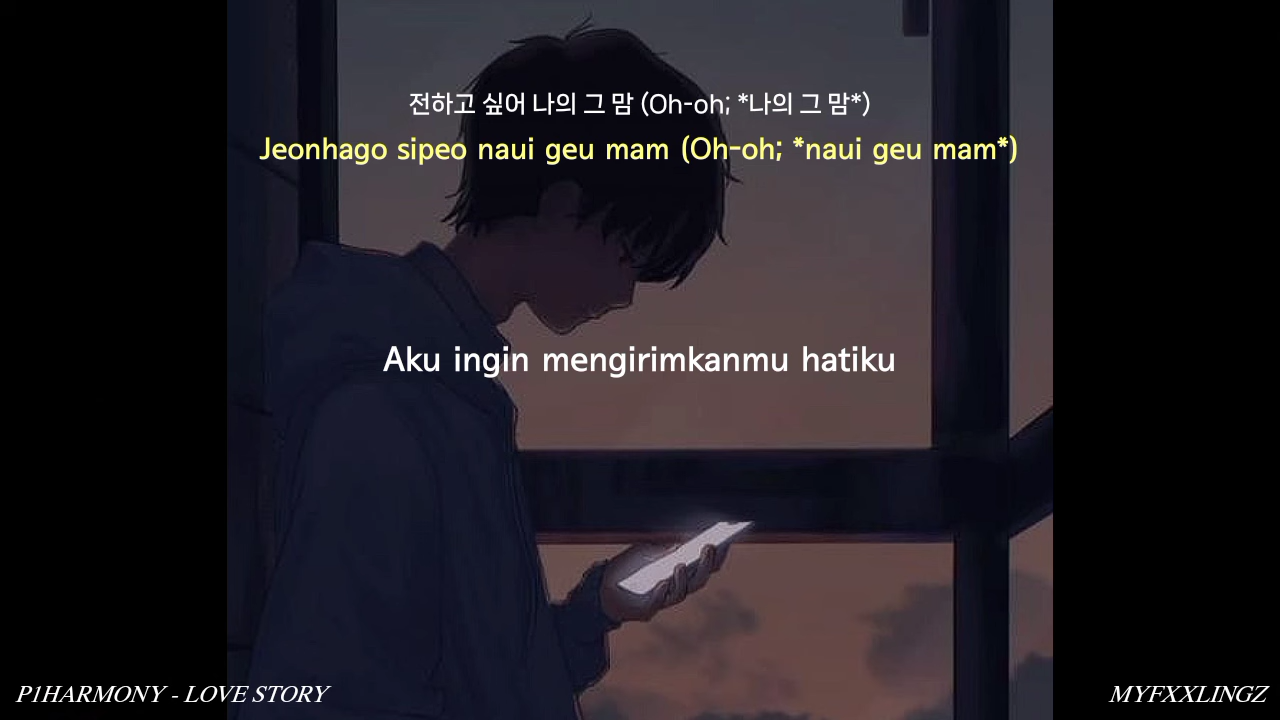 전하고 싶어 나의 그 맘 (Oh-oh; *나의 그 맘*)
Jeonhago sipeo naui geu mam (Oh-oh; *naui geu mam*)
Aku ingin mengirimkanmu hatiku
P1HARMONY - LOVE STORY
MYFXXLINGZ